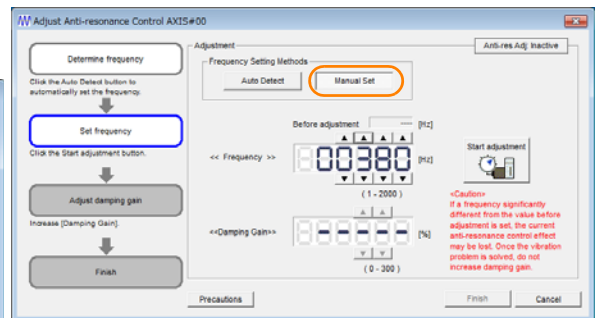 Adjust Anti-resonance Control AXIS#00
Determine frequency
Click the Auto Detect button to
automatically set the frequency.
Set frequency
Click the Start adjustment button.
Adjust damping gain
Increase [Damping Gain].
Finish
Adjustment
Anti-res Adj: Inactive
Frequency Setting Methods
Auto Detect
Manual Set
Before adjustment --- [Hz]
<< Frequency >> 00380 [Hz]
(1 - 2000)
Start adjustment
<<Damping Gain>> ----- [%]
(0 - 300)
<Caution>
If a frequency significantly
different from the value before
adjustment is set, the current
anti-resonance control effect
may be lost. Once the vibration
problem is solved, do not
increase damping gain.
Precautions
Finish
Cancel